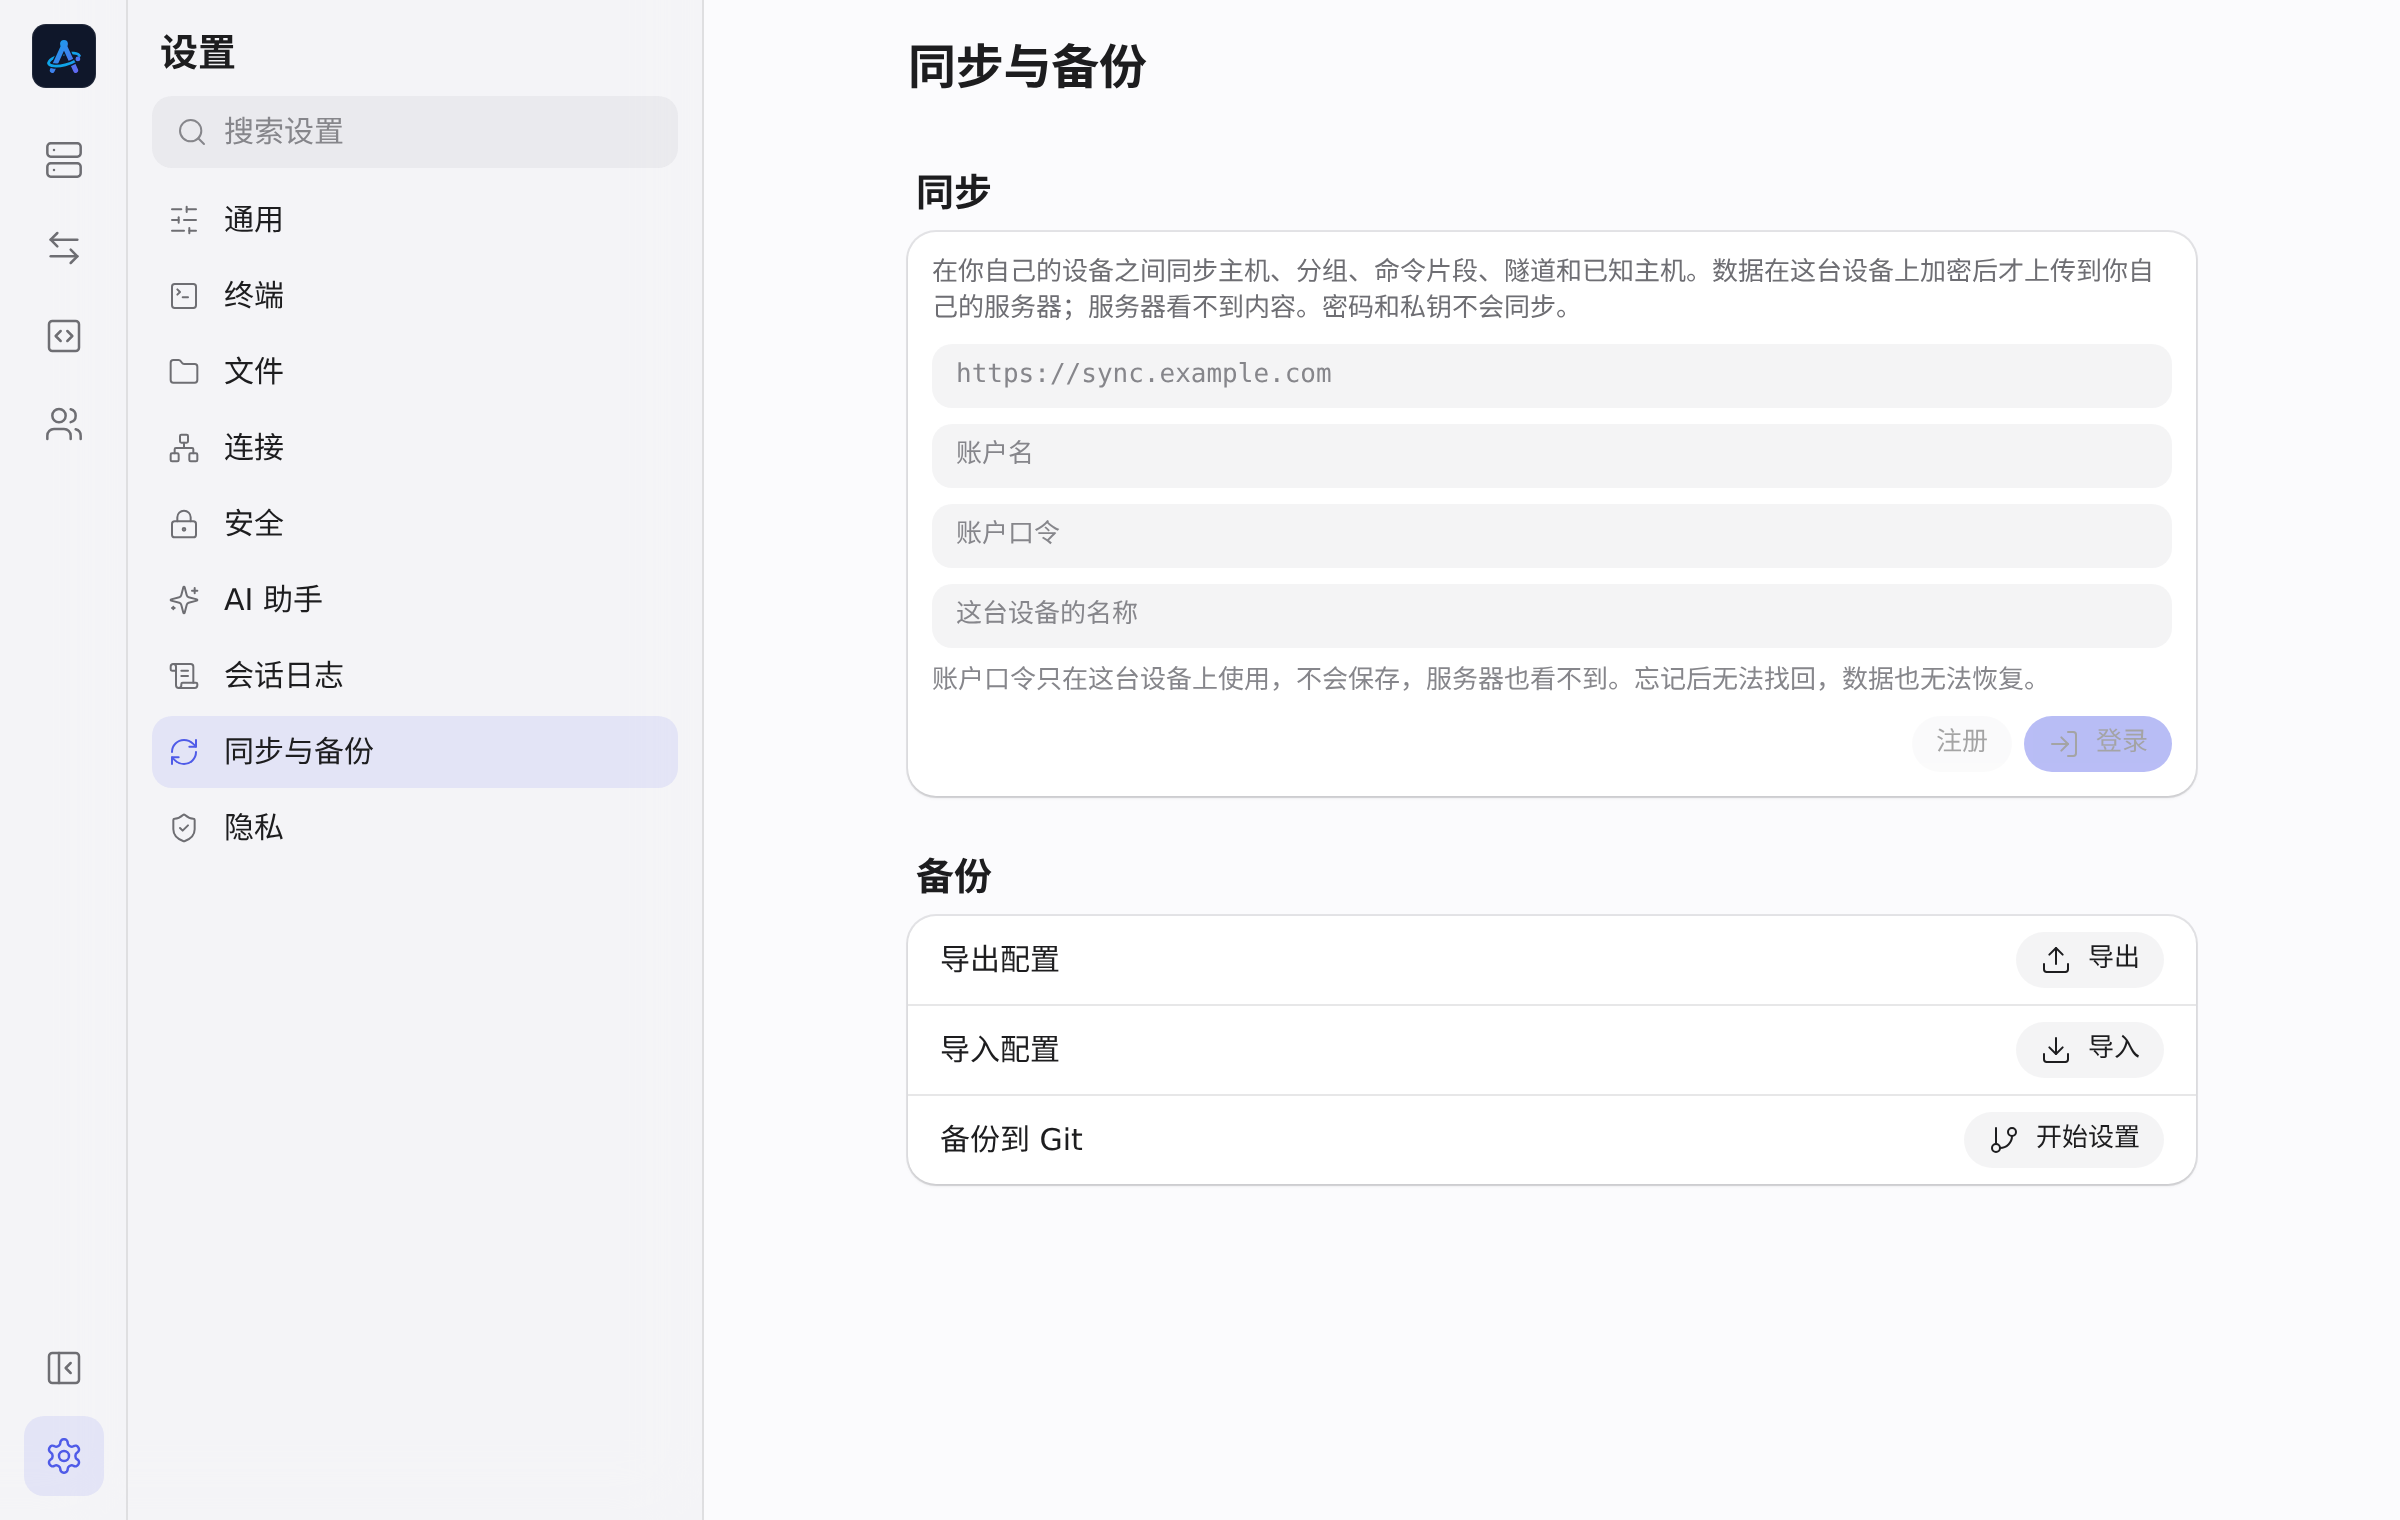 设置
搜索设置
通用
终端
文件
连接
安全
AI 助手
会话日志
同步与备份
隐私
同步与备份
同步
在你自己的设备之间同步主机、分组、命令片段、隧道和已知主机。数据在这台设备上加密后才上传到你自
己的服务器；服务器看不到内容。密码和私钥不会同步。
https://sync.example.com
账户名
账户口令
这台设备的名称
账户口令只在这台设备上使用，不会保存，服务器也看不到。忘记后无法找回，数据也无法恢复。
注册
登录
备份
导出配置
导出
导入配置
导入
备份到 Git
开始设置